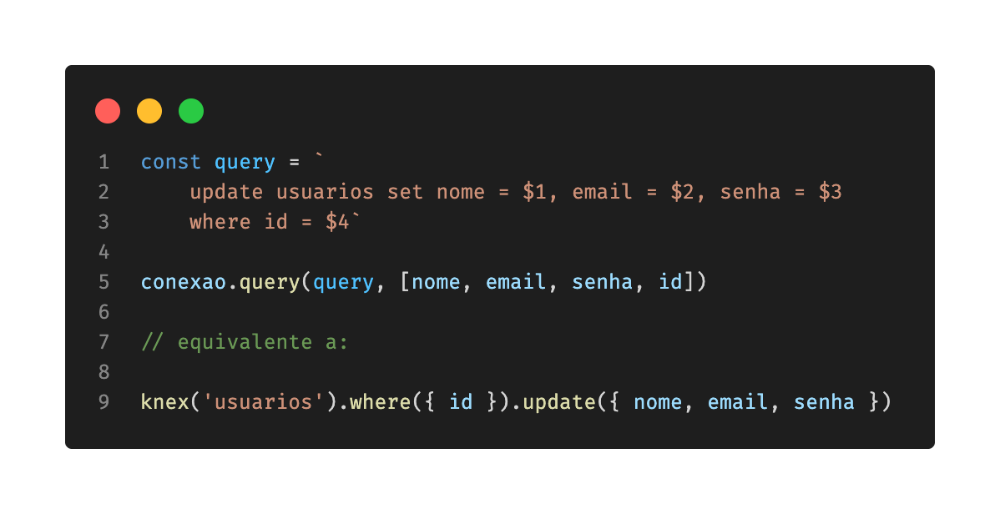 1 const query = `
2 update usuarios set nome = $1, email = $2, senha = $3
3 where id = $4`
4
5 conexao.query(query, [nome, email, senha, id])
6
7 // equivalente a:
8
9 knex('usuarios').where({ id }).update({ nome, email, senha })